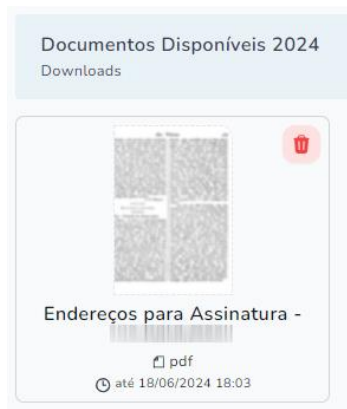 Documentos Disponíveis 2024
Downloads
Endereços para Assinatura -
pdf
até 18/06/2024 18:03